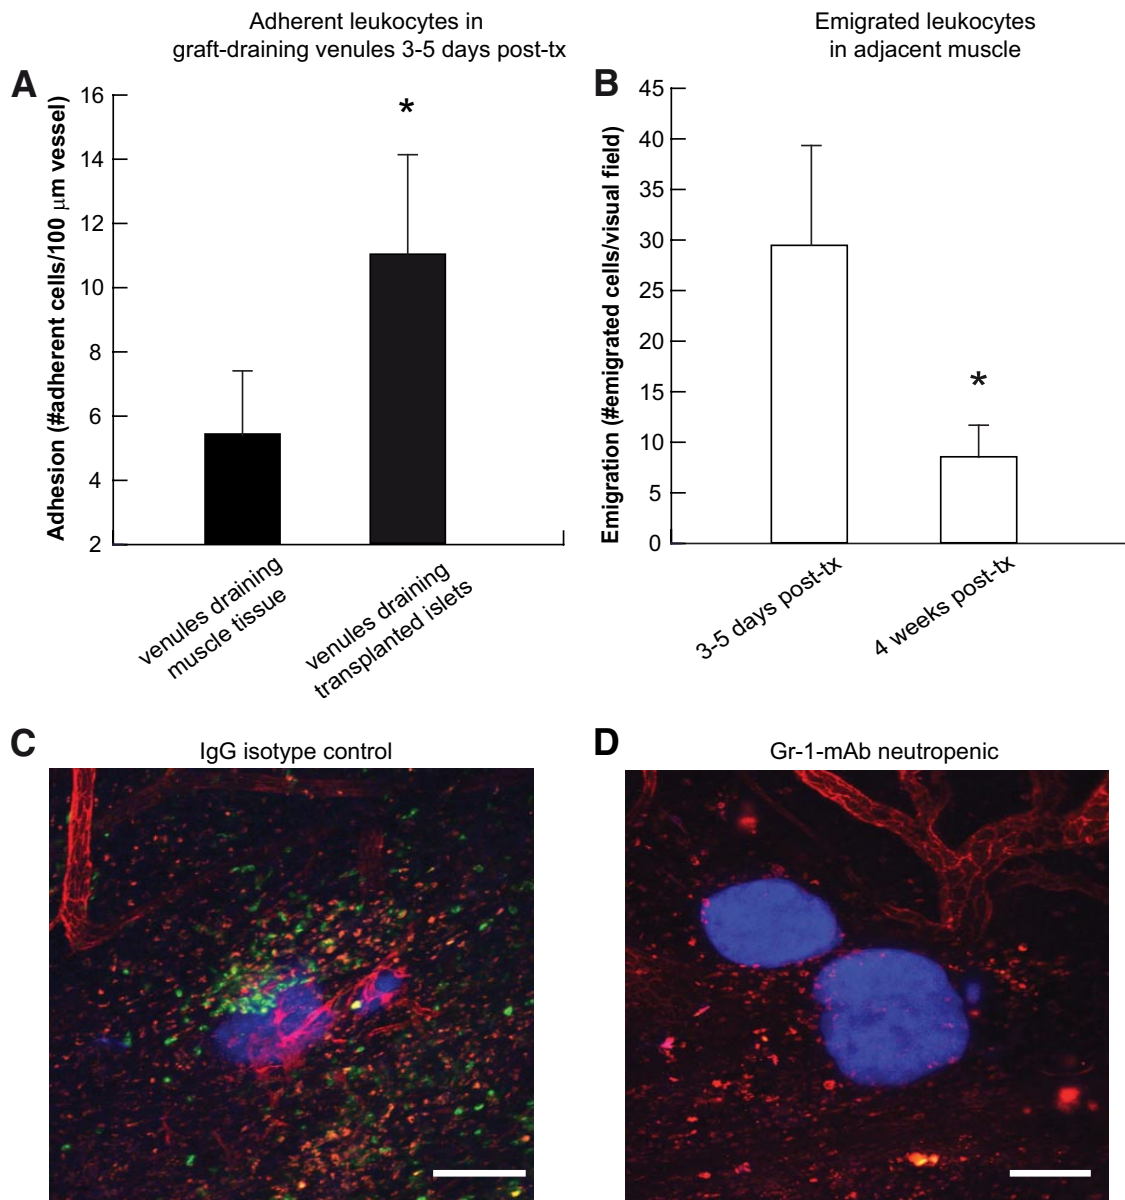 Adherent leukocytes in
graft-draining venules 3-5 days post-tx
A
Adhesion (#adherent cells/100 μm vessel)
16
14
12
10
8
6
4
2
*
venules draining
muscle tissue
venules draining
transplanted islets
Emigrated leukocytes
in adjacent muscle
B
Emigration (#emigrated cells/visual field)
45
40
35
30
25
20
15
10
5
0
*
3-5 days post-tx
4 weeks post-tx
C
IgG isotype control
D
Gr-1-mAb neutropenic